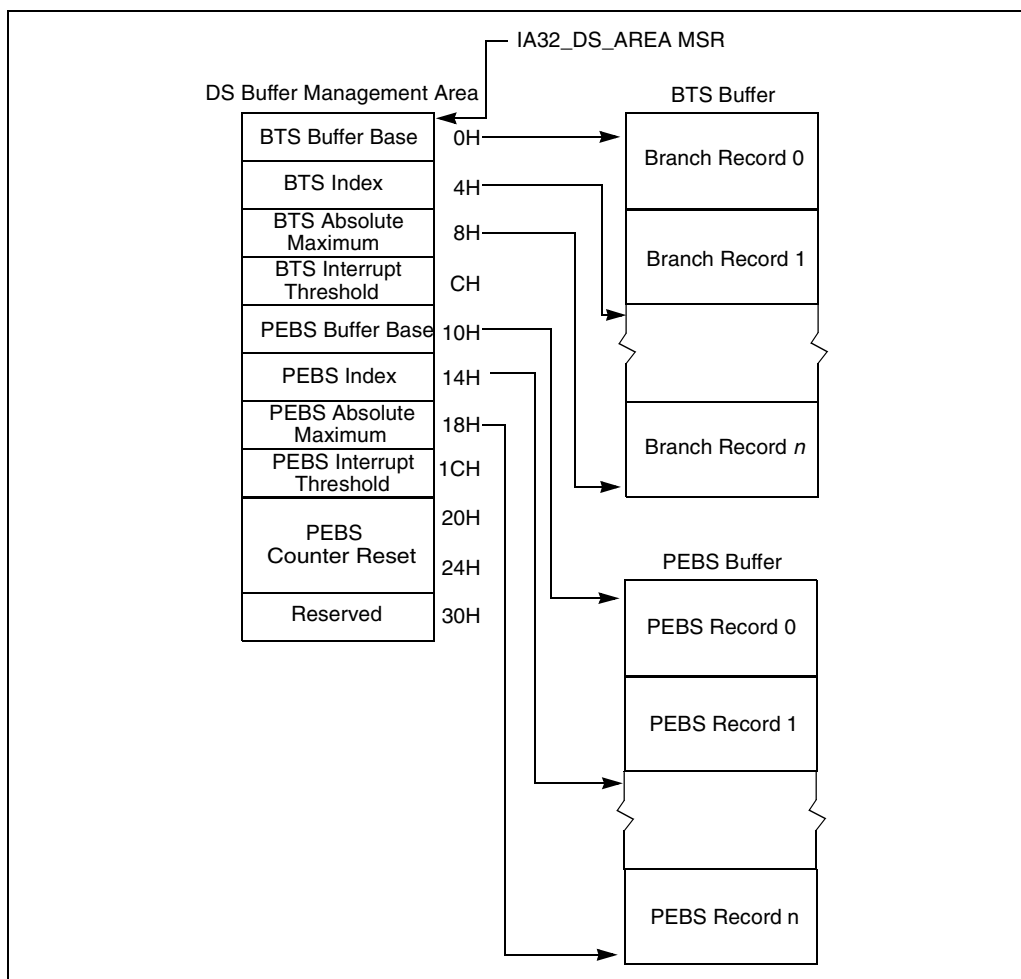 IA32_DS_AREA MSR
DS Buffer Management Area
BTS Buffer Base 0H
BTS Index 4H
BTS Absolute
Maximum 8H
BTS Interrupt
Threshold CH
PEBS Buffer Base 10H
PEBS Index 14H
PEBS Absolute
Maximum 18H
PEBS Interrupt
Threshold 1CH
20H
PEBS
Counter Reset
24H
Reserved 30H
BTS Buffer
Branch Record 0
Branch Record 1
Branch Record n
PEBS Buffer
PEBS Record 0
PEBS Record 1
PEBS Record n